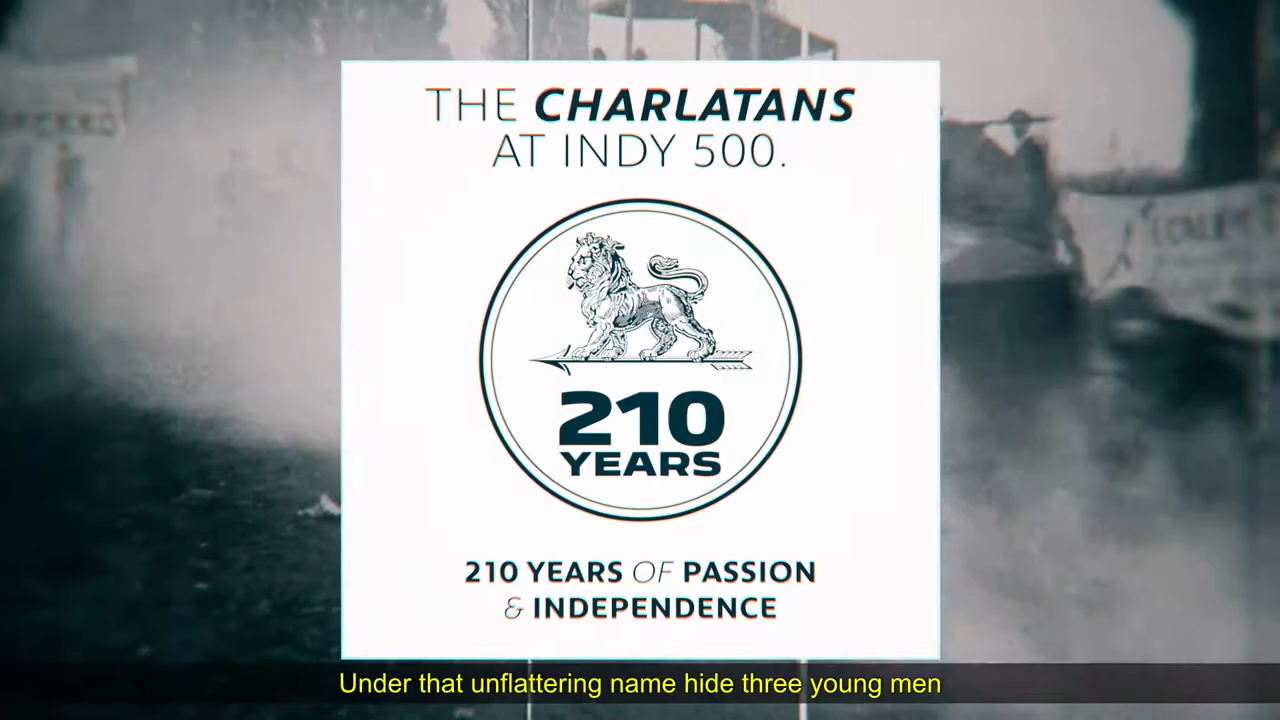 THE CHARLATANS
AT INDY 500.
210
YEARS
210 YEARS OF PASSION
& INDEPENDENCE
Under that unflattering name hide three young men